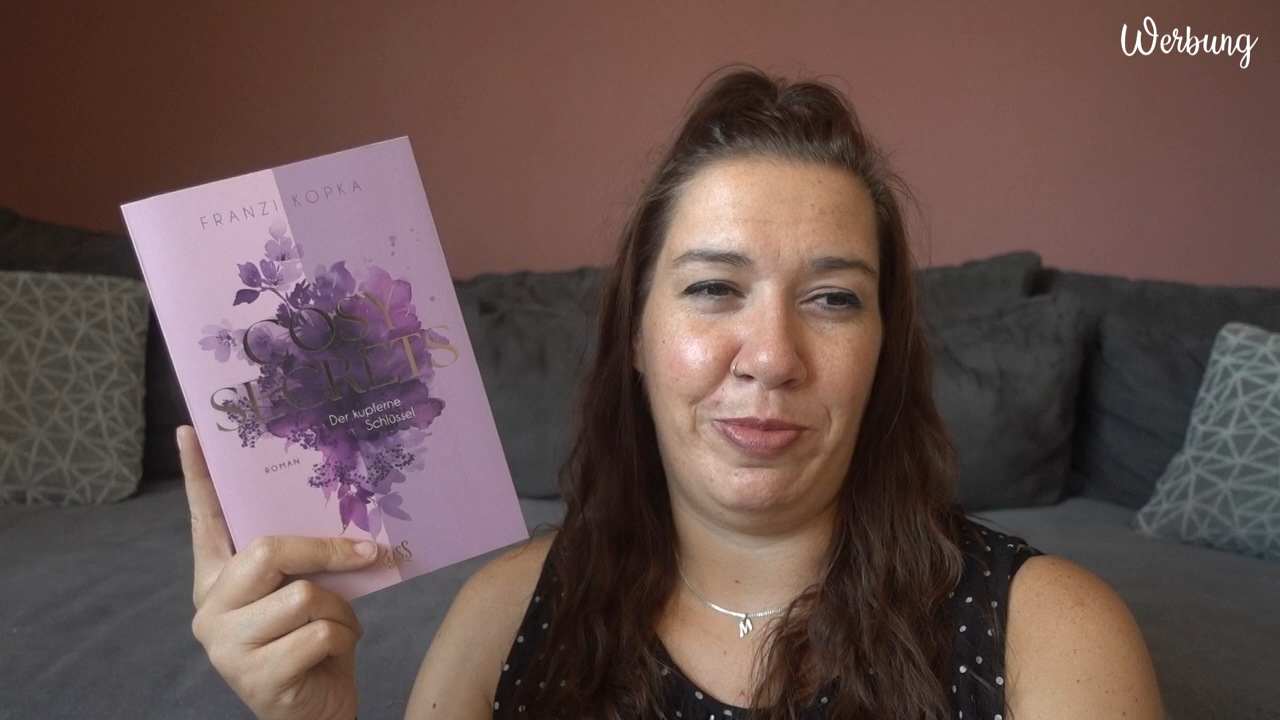 Werbung
FRANZI KOPKA
COSY
SECRETS
Der kupferne
Schlüssel
ROMAN
M